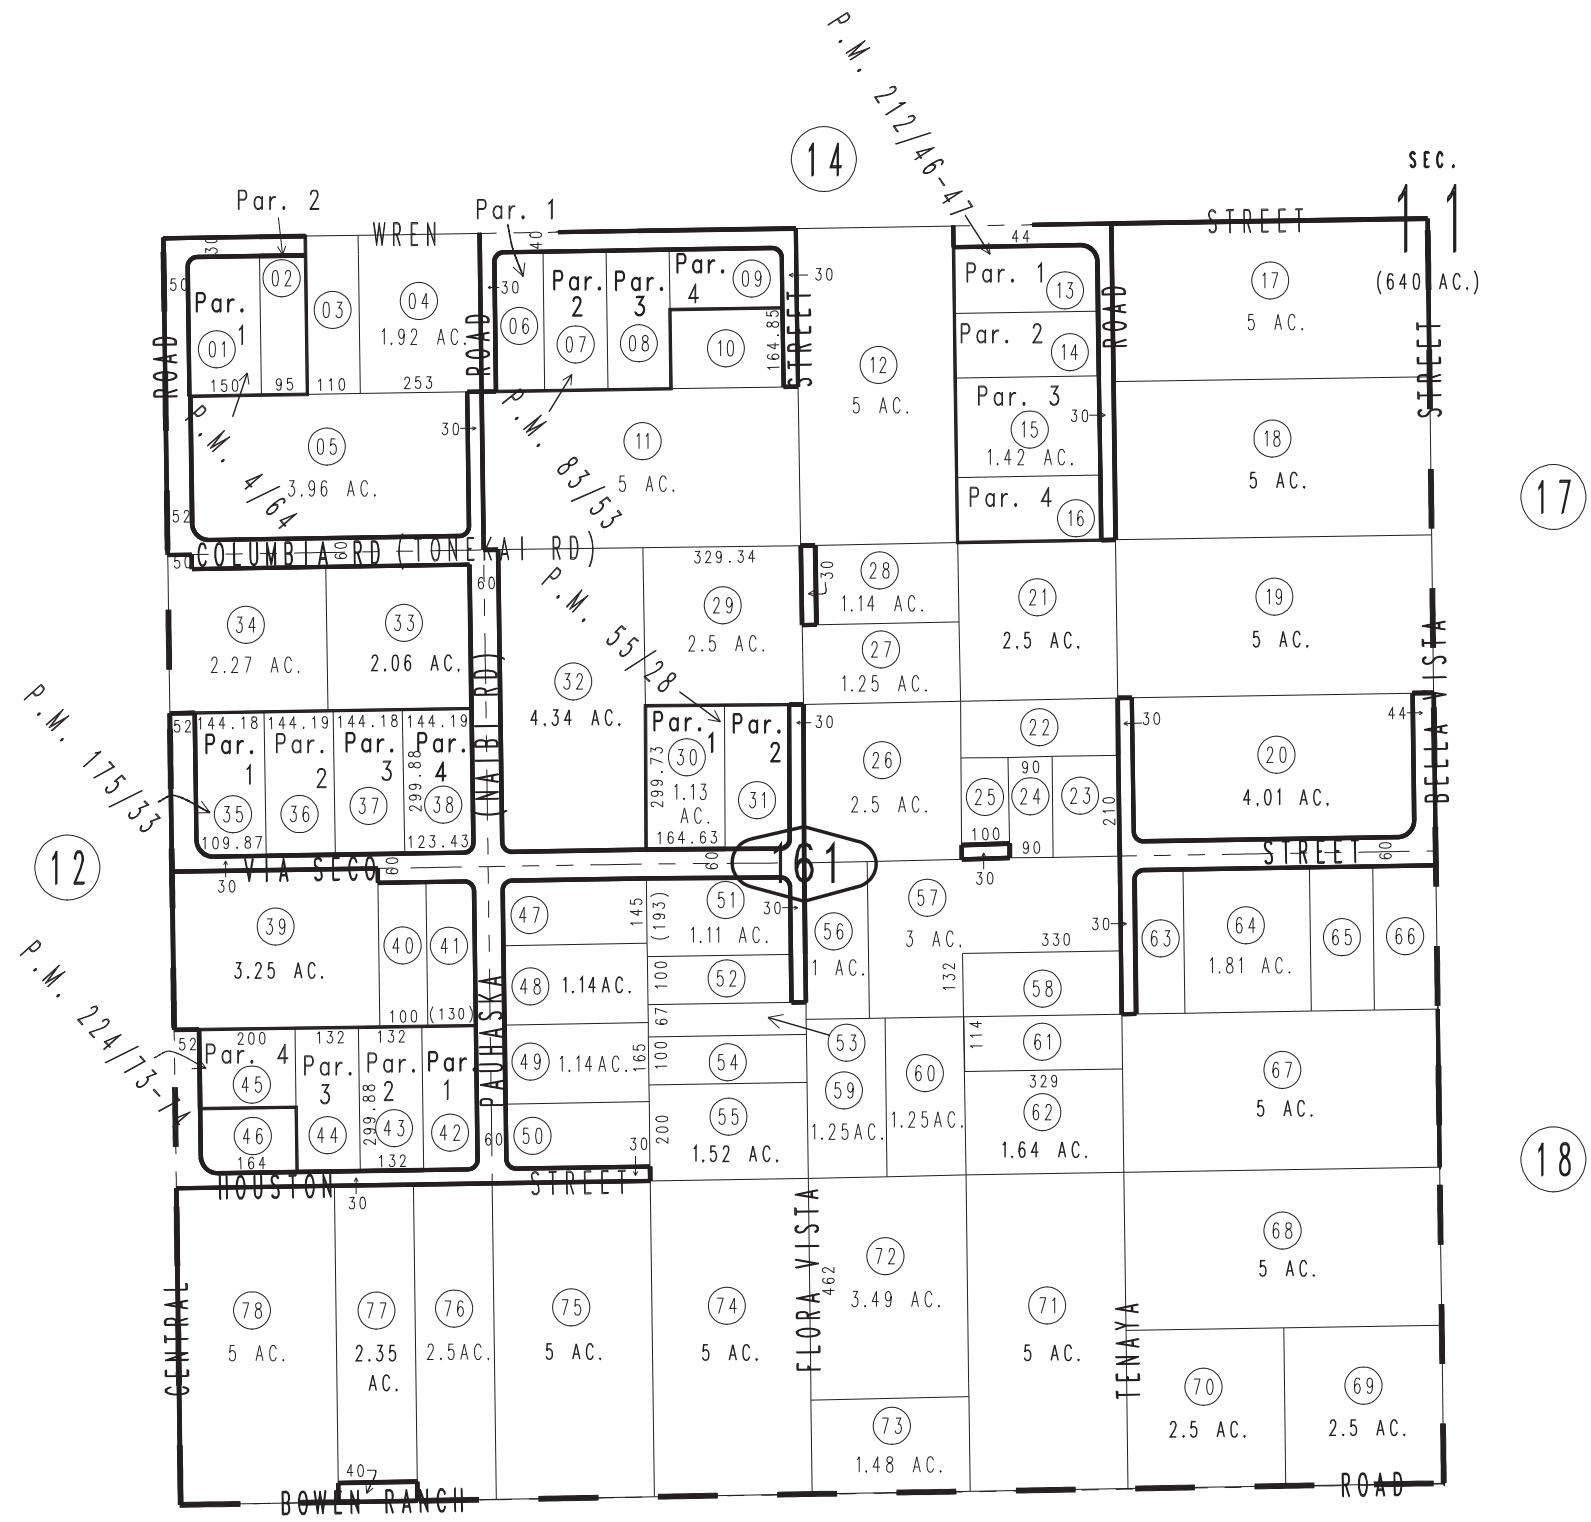 P.M. 212/46-47
14
SEC.
11
(640 AC.)
Par. 2
Par. 1
WREN
STREET
30
40
44
50
Par. 1
01
02
03
04
1.92 AC.
150
95
110
253
ROAD
ROAD
30
06
Par. 2
07
Par. 3
08
Par. 4
09
10
164.85
30
STREET
12
5 AC.
Par. 1
13
Par. 2
14
Par. 3
15
1.42 AC.
30
Par. 4
16
ROAD
17
5 AC.
STREET
18
5 AC.
17
P.M. 4/64
05
3.96 AC.
30
52
P.M. 83/53
11
5 AC.
50
COLUMBIA RD (TONEKAI RD)
60
60
34
2.27 AC.
33
2.06 AC.
P.M. 55/28
32
4.34 AC.
329.34
29
2.5 AC.
30
28
1.14 AC.
27
1.25 AC.
21
2.5 AC.
19
5 AC.
BELLA VISTA
P.M. 175/33
52
144.18
144.19
144.18
144.19
Par. 1
Par. 2
Par. 3
Par. 4
35
36
37
38
299.88
109.87
123.43
(NAIBI RD)
Par. 1
30
299.73
1.13 AC.
164.63
Par. 2
31
30
26
2.5 AC.
22
25
90
24
23
100
90
210
30
44
20
4.01 AC.
12
30
VIA SECO
60
60
61
30
STREET
60
39
3.25 AC.
40
41
100
(130)
47
145
(193)
51
1.11 AC.
30
56
1 AC.
57
3 AC.
330
30
63
64
1.81 AC.
65
66
48
1.14AC.
100
52
132
58
PAUHASKA
P.M. 224/73-74
52
200
132
132
Par. 4
45
46
164
Par. 3
44
Par. 2
43
299.88
132
Par. 1
42
60
49
1.14AC.
165
67
53
100
54
50
30
200
55
1.52 AC.
59
1.25AC.
60
1.25AC.
114
61
329
62
1.64 AC.
67
5 AC.
18
HOUSTON
30
STREET
CENTRAL
78
5 AC.
77
2.35 AC.
76
2.5AC.
75
5 AC.
74
5 AC.
FLORA VISTA
462
72
3.49 AC.
73
1.48 AC.
71
5 AC.
TENAYA
68
5 AC.
70
2.5 AC.
69
2.5 AC.
40
BOWEN RANCH
ROAD